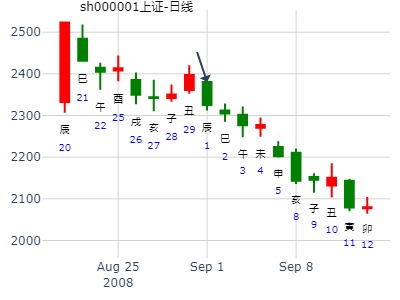 sh000001上证-日线
2500
2400
2300
2200
2100
2000
辰
20
巳
21
午
22
酉
25
戌
26
亥
27
子
28
丑
29
辰
1
巳
2
午
3
未
4
申
5
亥
8
子
9
丑
10
寅
11
卯
12
Aug 25
2008
Sep 1
Sep 8